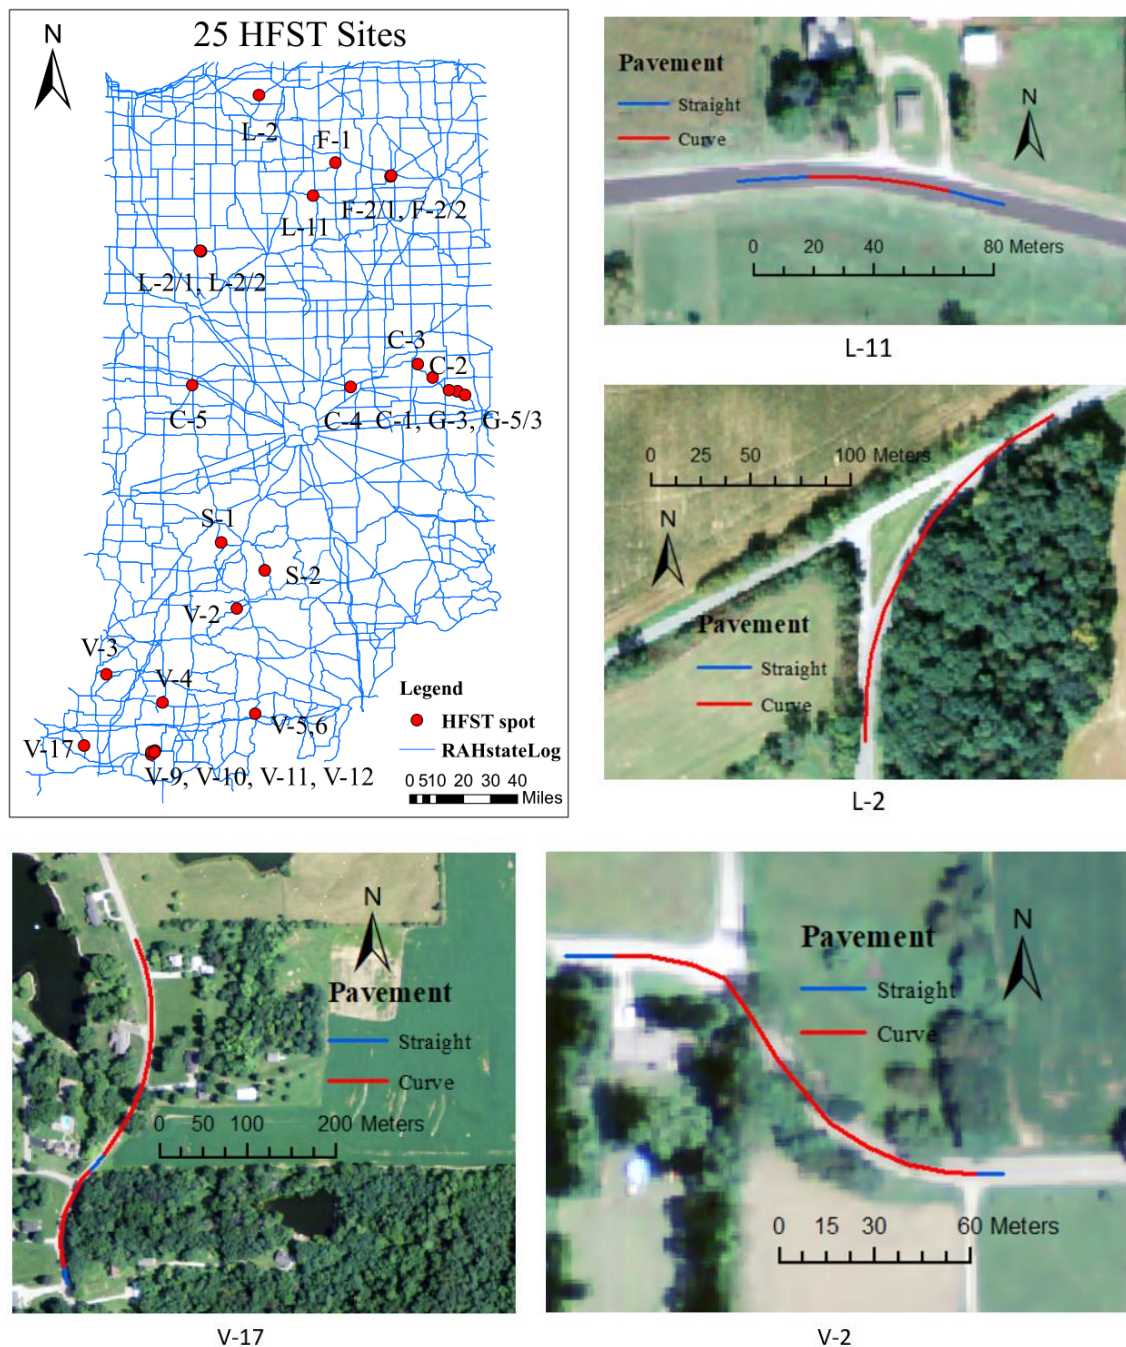 25 HFST Sites
N
L-2
F-1
F-2/1, F-2/2
L-11
L-2/1, L-2/2
C-3
C-2
C-5
C-4 C-1, G-3, G-5/3
S-1
S-2
V-2
V-3
V-4
V-5,6
V-17
V-9, V-10, V-11, V-12
Legend
HFST spot
RAHstateLog
0 510 20 30 40
Miles
Pavement
Straight
Curve
N
0 20 40 80 Meters
L-11
0 25 50 100 Meters
N
Pavement
Straight
Curve
L-2
N
Pavement
Straight
Curve
0 50 100 200 Meters
V-17
Pavement
Straight
Curve
N
0 15 30 60 Meters
V-2